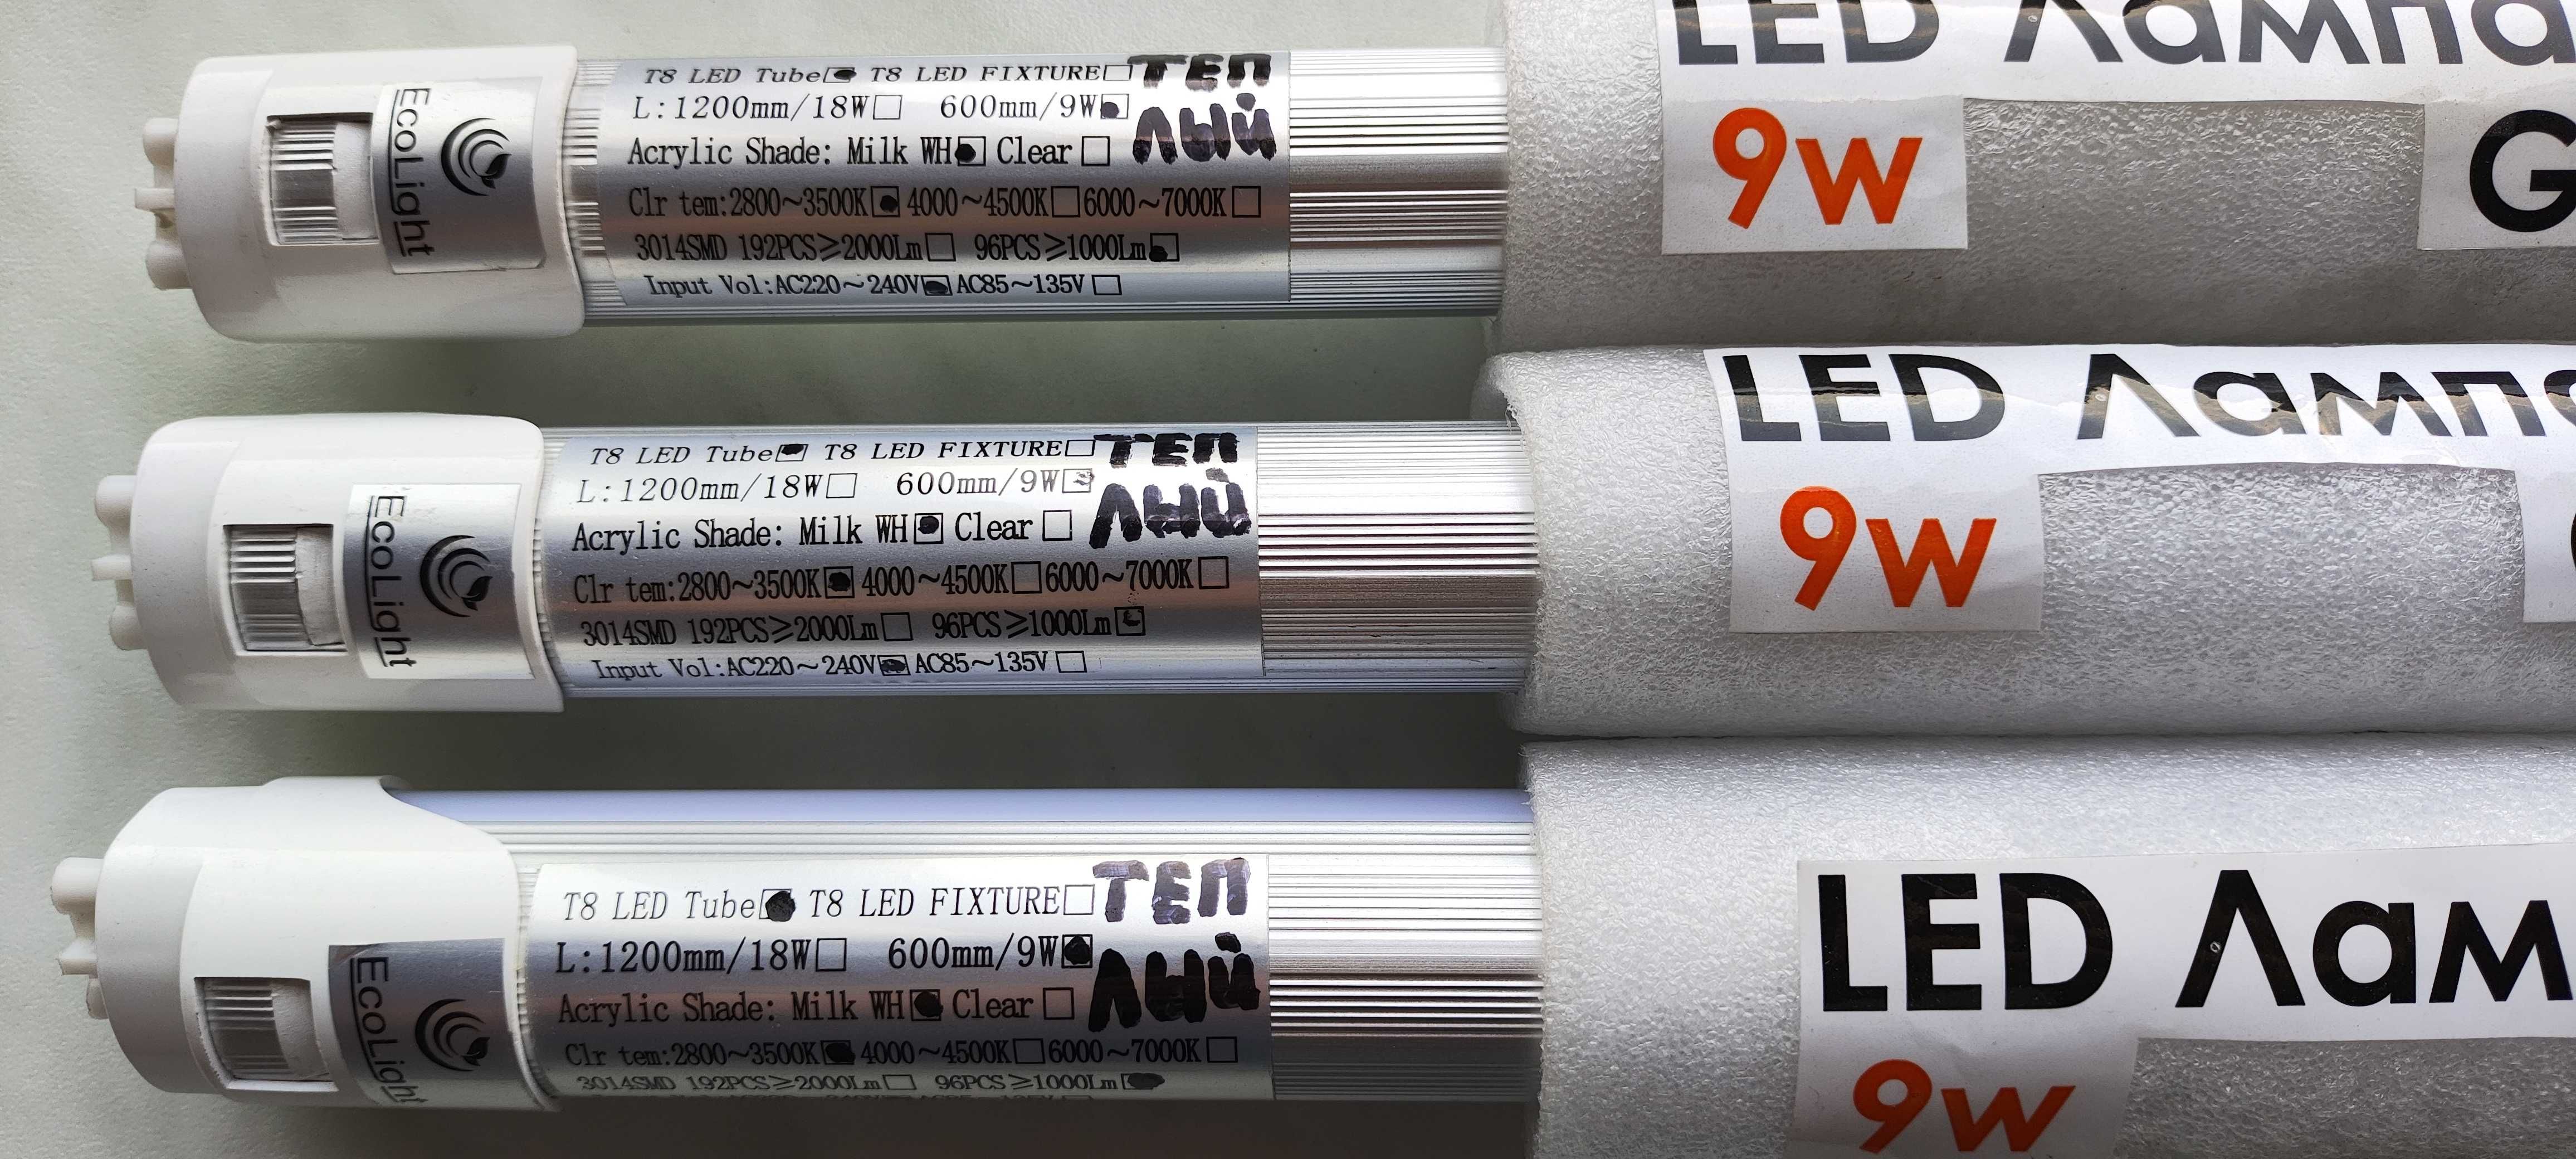 EcoLight
T8 LED Tube T8 LED FIXTURE
L:1200mm/18W 600mm/9W
Acrylic Shade: Milk WH Clear
Clr tem:2800~3500K 4000~4500K 6000~7000K
3014SMD 192PCS≥2000Lm 96PCS≥1000Lm
Input Vol:AC220~240V AC85~135V
ТЕП
ЛЫЙ
LED Лампа
9w
G
EcoLight
T8 LED Tube T8 LED FIXTURE
L:1200mm/18W 600mm/9W
Acrylic Shade: Milk WH Clear
Clr tem:2800~3500K 4000~4500K 6000~7000K
3014SMD 192PCS≥2000Lm 96PCS≥1000Lm
Input Vol:AC220~240V AC85~135V
ТЕП
ЛЫЙ
LED Лампа
9w
EcoLight
T8 LED Tube T8 LED FIXTURE
L:1200mm/18W 600mm/9W
Acrylic Shade: Milk WH Clear
Clr tem:2800~3500K 4000~4500K 6000~7000K
3014SMD 192PCS≥2000Lm 96PCS≥1000Lm
ТЕП
ЛЫЙ
LED Лам
9w